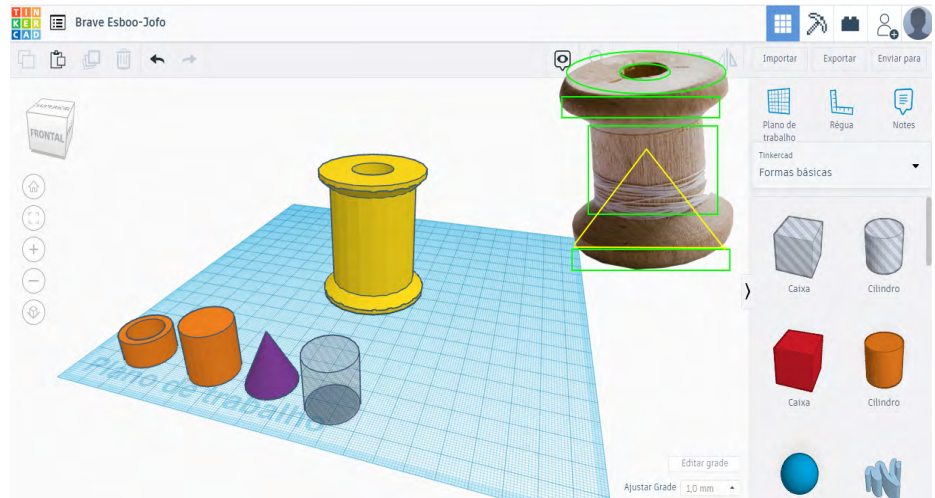 TIN
KER
CAD
Brave Esboo-Jofo
Importar
Exportar
Enviar para
FRONTAL
Plano de trabalho
Régua
Notes
Tinkercad
Formas básicas
Caixa
Cilindro
Caixa
Cilindro
Plano de trabalho
Editar grade
Ajustar Grade 1,0 mm